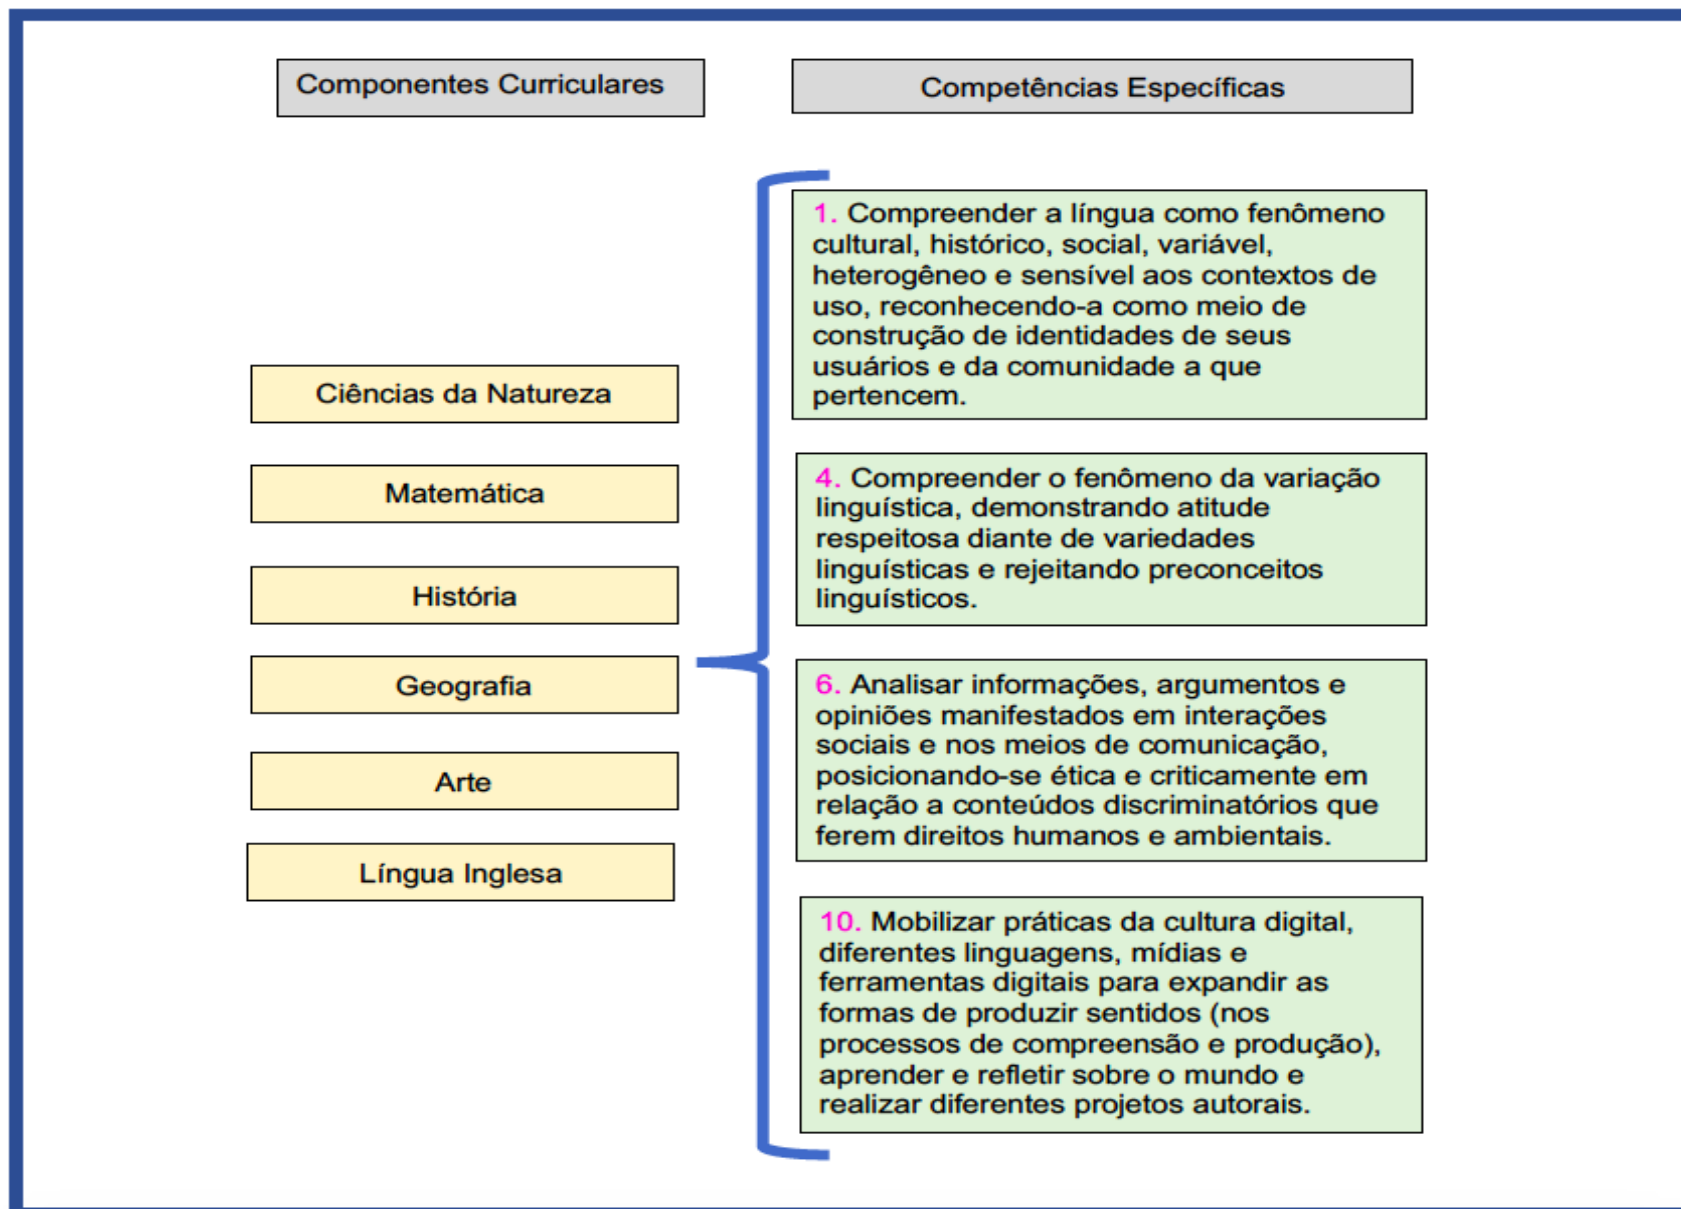 Componentes Curriculares
Competências Específicas
Ciências da Natureza
Matemática
História
Geografia
Arte
Língua Inglesa
1. Compreender a língua como fenômeno
cultural, histórico, social, variável,
heterogêneo e sensível aos contextos de
uso, reconhecendo-a como meio de
construção de identidades de seus
usuários e da comunidade a que
pertencem.
4. Compreender o fenômeno da variação
linguística, demonstrando atitude
respeitosa diante de variedades
linguísticas e rejeitando preconceitos
linguísticos.
6. Analisar informações, argumentos e
opiniões manifestados em interações
sociais e nos meios de comunicação,
posicionando-se ética e criticamente em
relação a conteúdos discriminatórios que
ferem direitos humanos e ambientais.
10. Mobilizar práticas da cultura digital,
diferentes linguagens, mídias e
ferramentas digitais para expandir as
formas de produzir sentidos (nos
processos de compreensão e produção),
aprender e refletir sobre o mundo e
realizar diferentes projetos autorais.